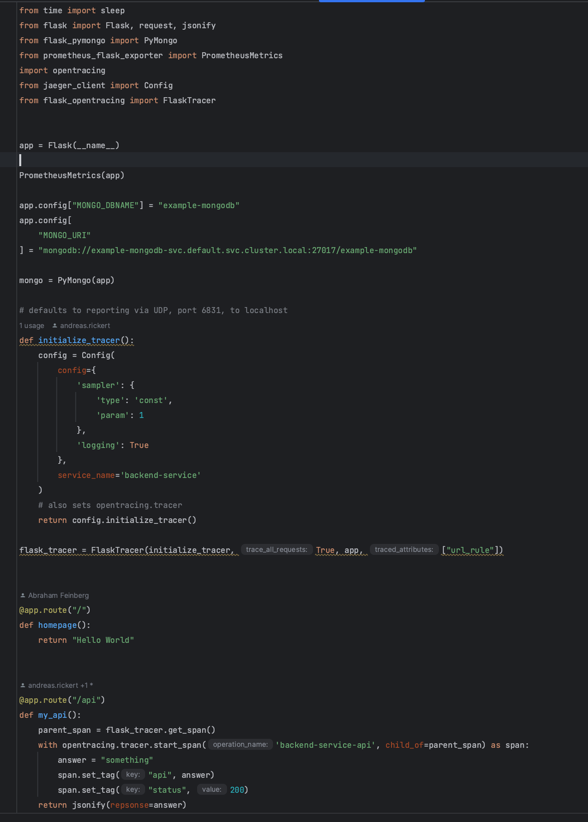 from time import sleep
from flask import Flask, request, jsonify
from flask_pymongo import PyMongo
from prometheus_flask_exporter import PrometheusMetrics
import opentracing
from jaeger_client import Config
from flask_opentracing import FlaskTracer
app = Flask(__name__)
PrometheusMetrics(app)
app.config["MONGO_DBNAME"] = "example-mongodb"
app.config[
    "MONGO_URI"
] = "mongodb://example-mongodb-svc.default.svc.cluster.local:27017/example-mongodb"
mongo = PyMongo(app)
# defaults to reporting via UDP, port 6831, to localhost
1 usage andreas.rickert
def initialize_tracer():
    config = Config(
        config={
            'sampler': {
                'type': 'const',
                'param': 1
            },
            'logging': True
        },
        service_name='backend-service'
    )
    # also sets opentracing.tracer
    return config.initialize_tracer()
flask_tracer = FlaskTracer(initialize_tracer, trace_all_requests: True, app, traced_attributes: ["url_rule"])
Abraham Feinberg
@app.route("/")
def homepage():
    return "Hello World"
andreas.rickert +1 *
@app.route("/api")
def my_api():
    parent_span = flask_tracer.get_span()
    with opentracing.tracer.start_span( operation_name: 'backend-service-api', child_of=parent_span) as span:
        answer = "something"
        span.set_tag( key: "api", answer)
        span.set_tag( key: "status", value: 200)
    return jsonify(repsonse=answer)